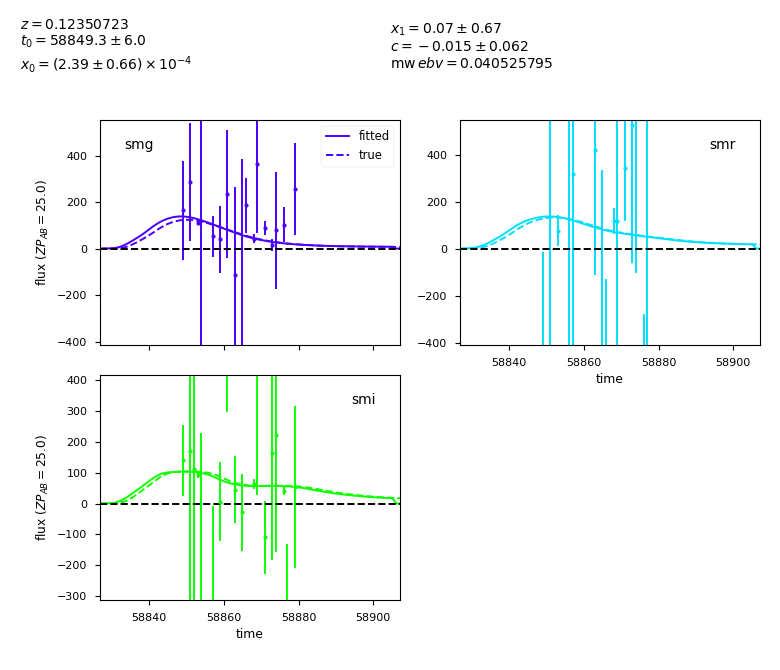 z = 0.12350723
t₀ = 58849.3 ± 6.0
x₀ = (2.39 ± 0.66) × 10⁻⁴
x₁ = 0.07 ± 0.67
c = −0.015 ± 0.062
mw ebv = 0.040525795
smg
fitted
true
400
200
0
−200
−400
flux (ZP_AB = 25.0)
smr
400
200
0
−200
−400
58840 58860 58880 58900
time
smi
400
300
200
100
0
−100
−200
−300
flux (ZP_AB = 25.0)
58840 58860 58880 58900
time